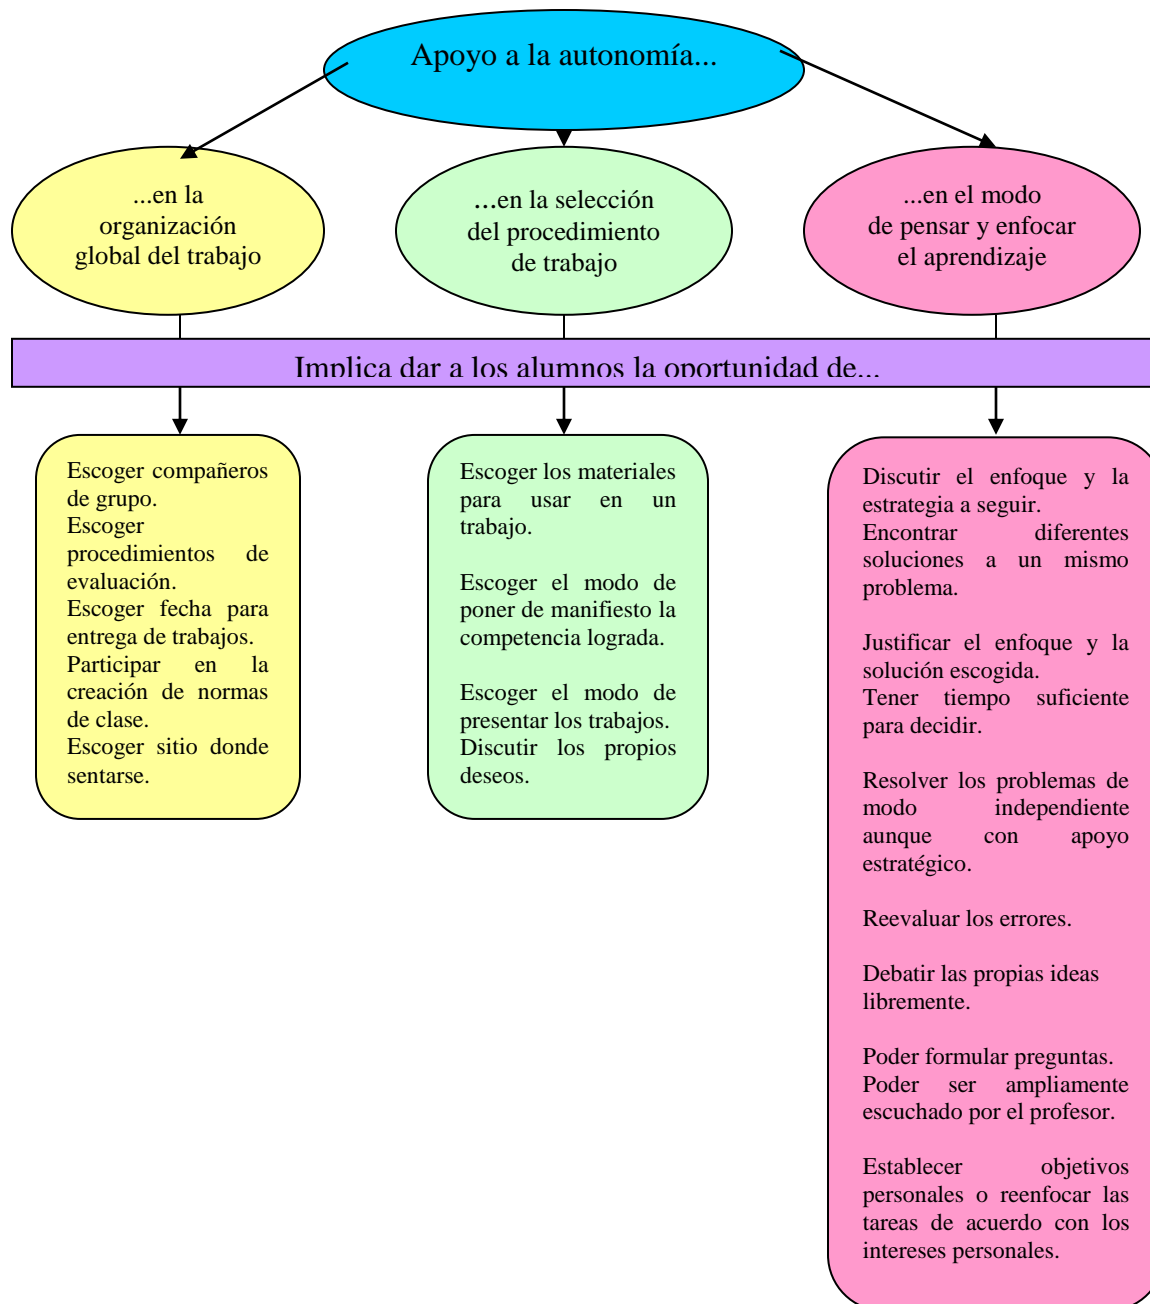 Apoyo a la autonomía...
...en la
organización
global del trabajo
...en la selección
del procedimiento
de trabajo
...en el modo
de pensar y enfocar
el aprendizaje
Implica dar a los alumnos la oportunidad de...
Escoger compañeros
de grupo.
Escoger
procedimientos de
evaluación.
Escoger fecha para
entrega de trabajos.
Participar en la
creación de normas
de clase.
Escoger sitio donde
sentarse.
Escoger los materiales
para usar en un
trabajo.
Escoger el modo de
poner de manifiesto la
competencia lograda.
Escoger el modo de
presentar los trabajos.
Discutir los propios
deseos.
Discutir el enfoque y la
estrategia a seguir.
Encontrar diferentes
soluciones a un mismo
problema.
Justificar el enfoque y la
solución escogida.
Tener tiempo suficiente
para decidir.
Resolver los problemas de
modo independiente
aunque con apoyo
estratégico.
Reevaluar los errores.
Debatir las propias ideas
libremente.
Poder formular preguntas.
Poder ser ampliamente
escuchado por el profesor.
Establecer objetivos
personales o reenfocar las
tareas de acuerdo con los
intereses personales.